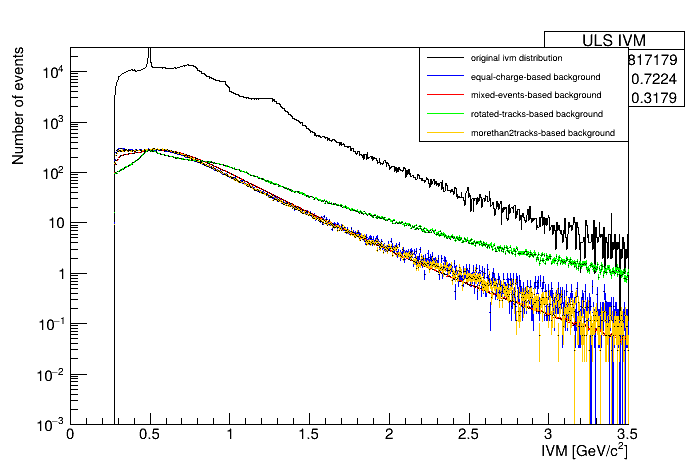 ULS IVM
817179
0.7224
0.3179
original ivm distribution
equal-charge-based background
mixed-events-based background
rotated-tracks-based background
morethan2tracks-based background
Number of events
10⁴
10³
10²
10
1
10⁻¹
10⁻²
10⁻³
0 0.5 1 1.5 2 2.5 3 3.5
IVM [GeV/c²]